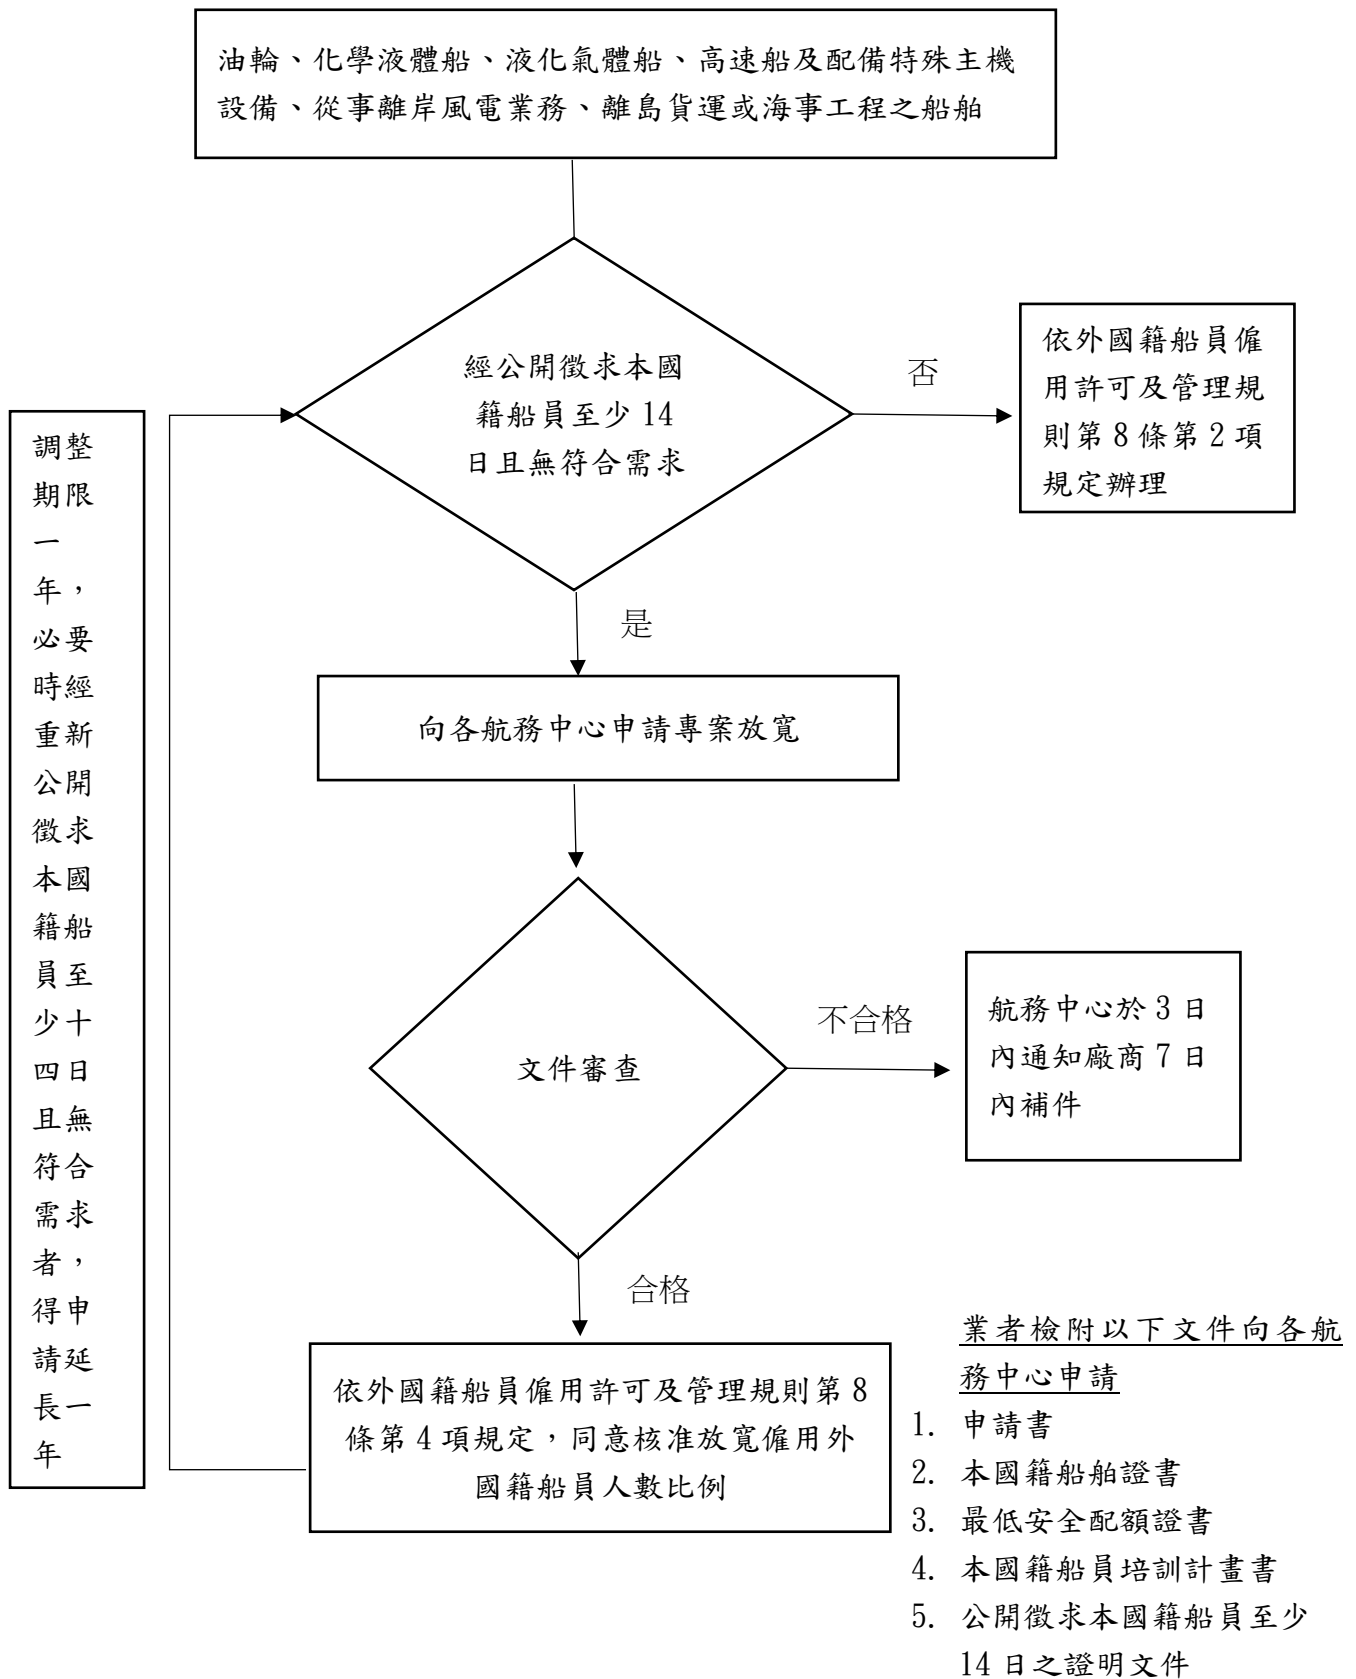 油輪、化學液體船、液化氣體船、高速船及配備特殊主機
設備、從事離岸風電業務、離島貨運或海事工程之船舶
經公開徵求本國
籍船員至少 14
日且無符合需求
否
依外國籍船員僱
用許可及管理規
則第 8 條第 2 項
規定辦理
是
向各航務中心申請專案放寬
文件審查
不合格
航務中心於 3 日
內通知廠商 7 日
內補件
合格
依外國籍船員僱用許可及管理規則第 8
條第 4 項規定，同意核准放寬僱用外
國籍船員人數比例
調整
期限
一
年，
必要
時經
重新
公開
徵求
本國
籍船
員至
少十
四日
且無
符合
需求
者，
得申
請延
長一
年
業者檢附以下文件向各航
務中心申請
1. 申請書
2. 本國籍船舶證書
3. 最低安全配額證書
4. 本國籍船員培訓計畫書
5. 公開徵求本國籍船員至少
14 日之證明文件